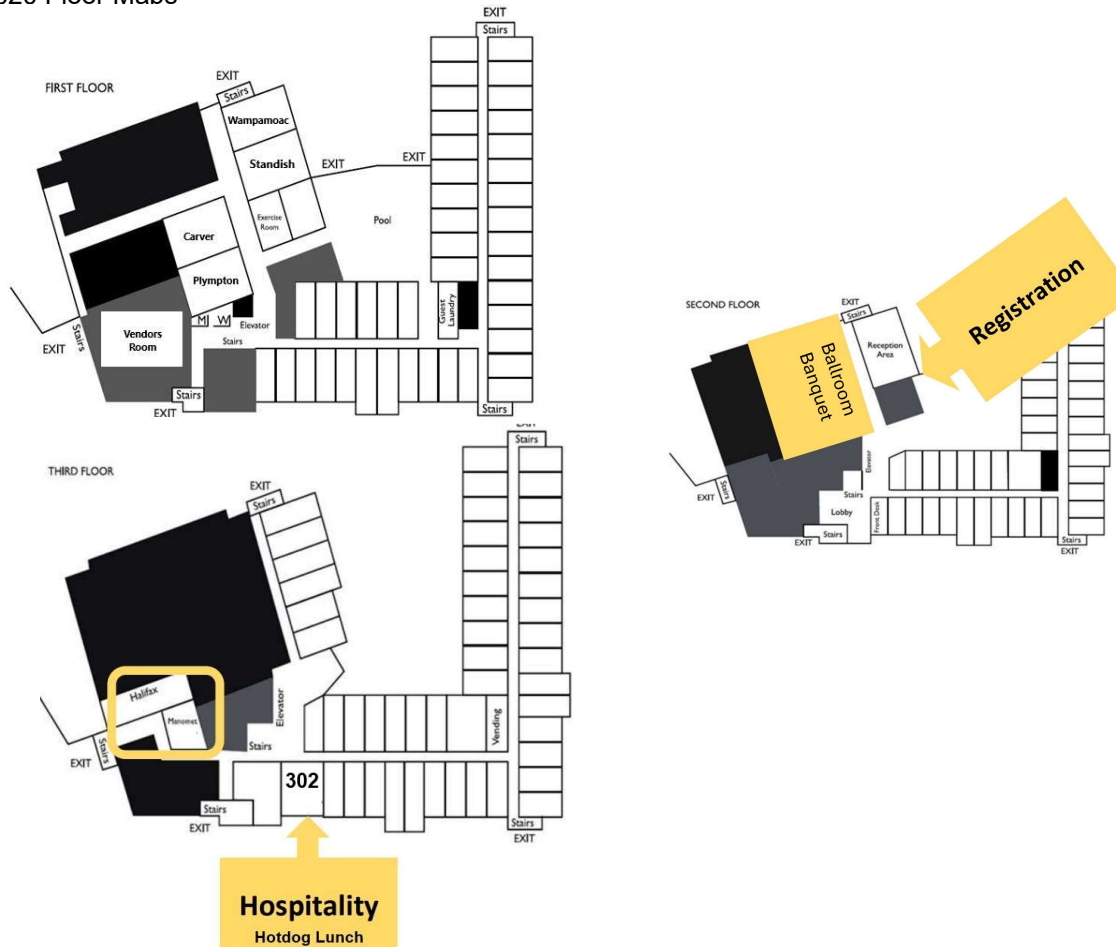 FIRST FLOOR
EXIT
Stairs
EXIT
Stairs
Wampamoac
Standish
EXIT
EXIT
Exercise
Room
Pool
Carver
Plympton
M
W
Elevator
Stairs
Guest
Laundry
Vendors
Room
Stairs
EXIT
Stairs
EXIT
Stairs
EXIT
SECOND FLOOR
EXIT
Stairs
Reception
Area
Registration
Ballroom
Banquet
Elevator
Stairs
Lobby
Front Desk
Stairs
EXIT
Stairs
EXIT
Stairs
EXIT
THIRD FLOOR
Stairs
EXIT
Stairs
Halifax
Manomet
Elevator
Stairs
Vending
Stairs
EXIT
302
Stairs
EXIT
Stairs
EXIT
Hospitality
Hotdog Lunch